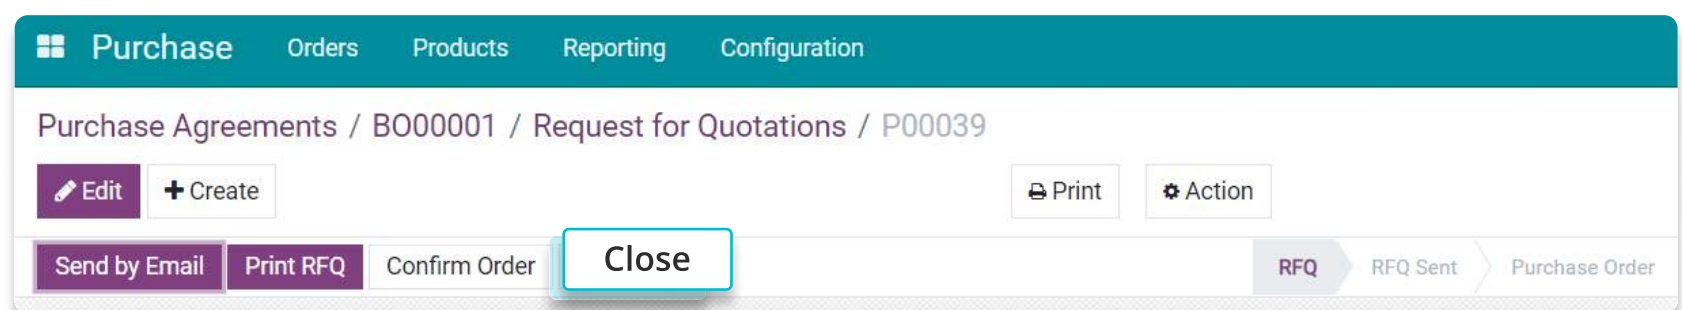 Purchase Orders Products Reporting Configuration
Purchase Agreements / BO00001 / Request for Quotations / P00039
Edit Create Print Action
Send by Email Print RFQ Confirm Order Close RFQ RFQ Sent Purchase Order